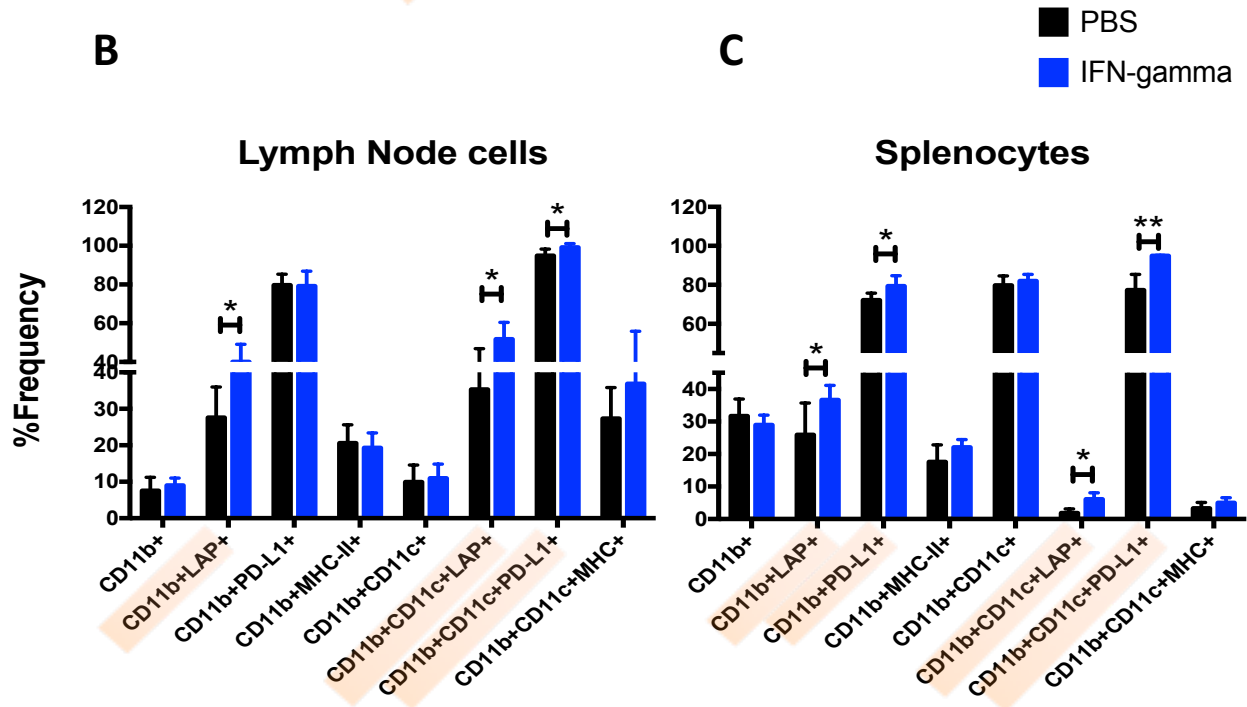 B
C
PBS
IFN-gamma
Lymph Node cells
%Frequency
120
100
80
60
40
40
30
20
10
0
*
*
*
CD11b+
CD11b+LAP+
CD11b+PD-L1+
CD11b+MHC-II+
CD11b+CD11c+
CD11b+CD11c+LAP+
CD11b+CD11c+PD-L1+
CD11b+CD11c+MHC+
Splenocytes
120
100
80
60
40
30
20
10
0
*
*
*
**
CD11b+
CD11b+LAP+
CD11b+PD-L1+
CD11b+MHC-II+
CD11b+CD11c+
CD11b+CD11c+LAP+
CD11b+CD11c+PD-L1+
CD11b+CD11c+MHC+